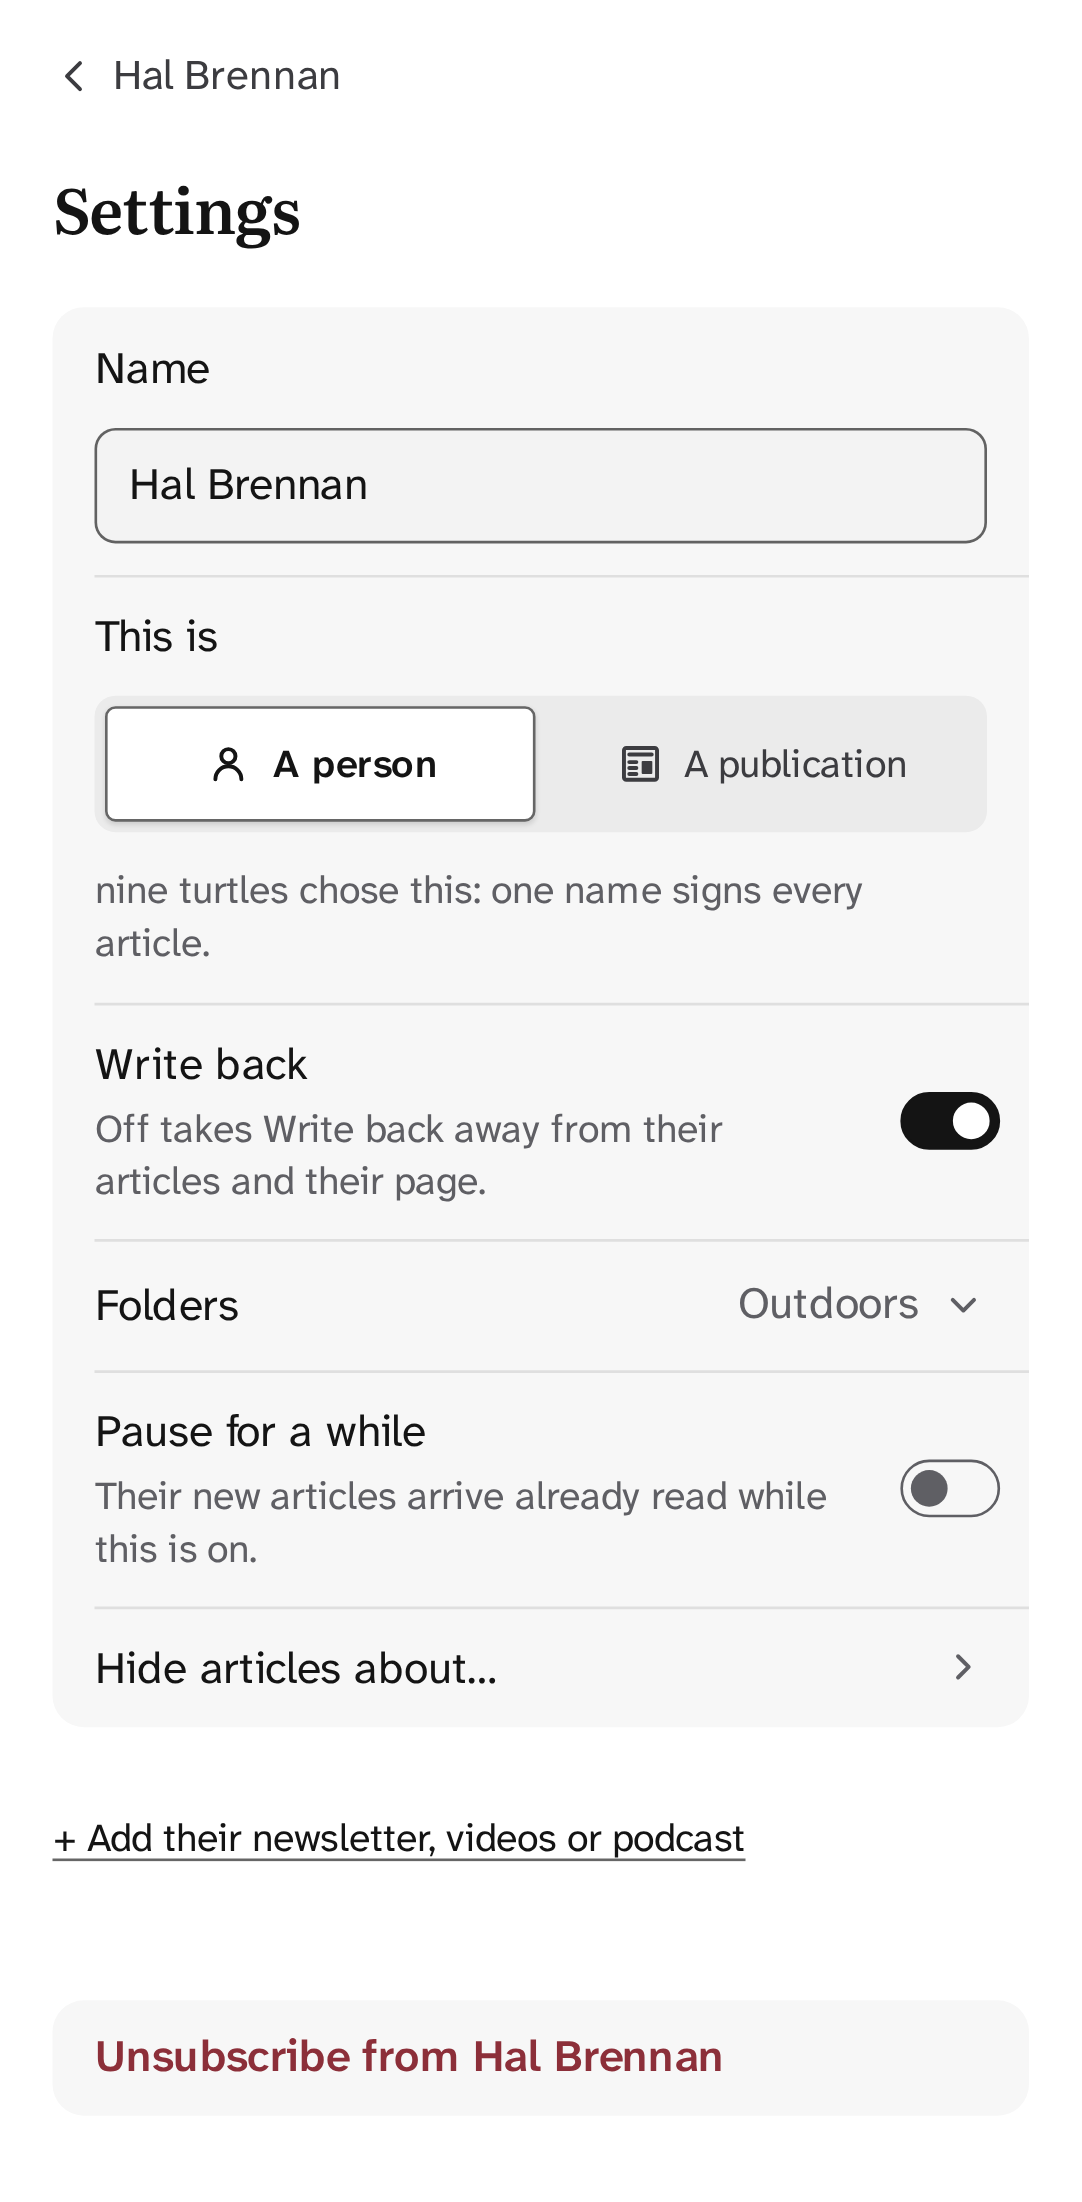 Hal Brennan
Settings
Name
Hal Brennan
This is
A person
A publication
nine turtles chose this: one name signs every
article.
Write back
Off takes Write back away from their
articles and their page.
Folders
Outdoors
Pause for a while
Their new articles arrive already read while
this is on.
Hide articles about...
+ Add their newsletter, videos or podcast
Unsubscribe from Hal Brennan